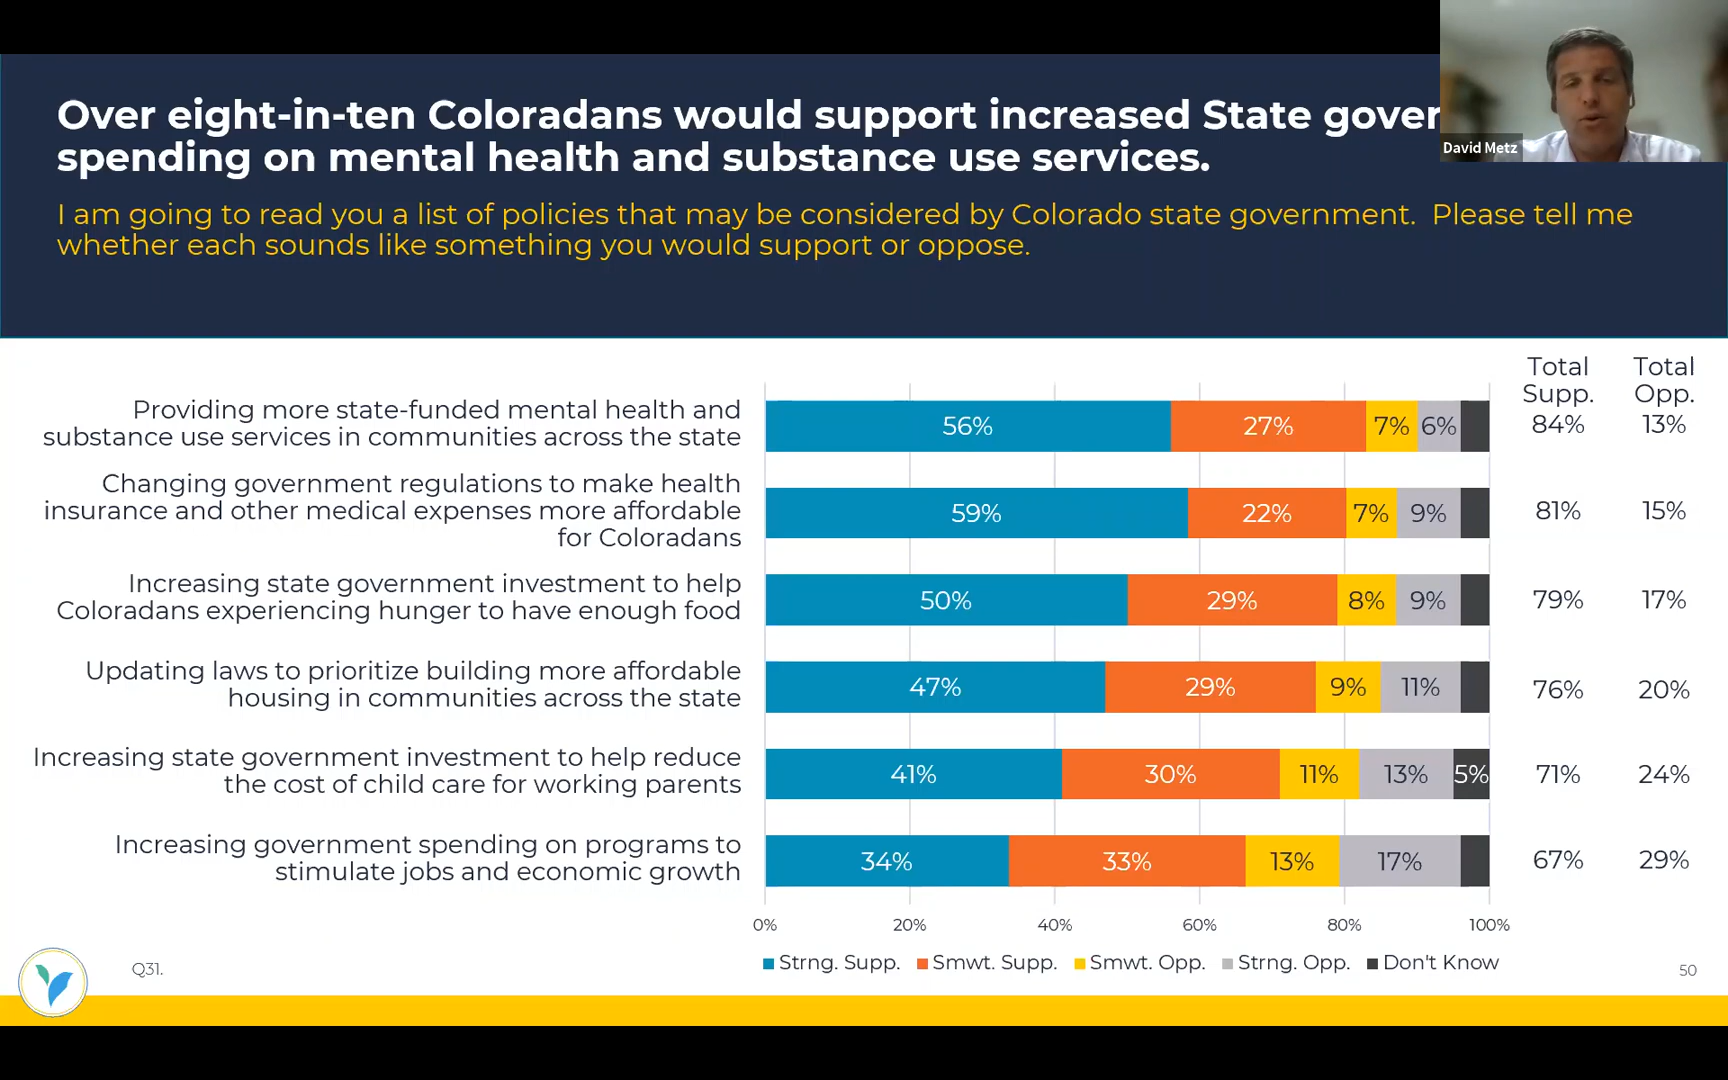 Over eight-in-ten Coloradans would support increased State gover
spending on mental health and substance use services.
David Metz
I am going to read you a list of policies that may be considered by Colorado state government. Please tell me
whether each sounds like something you would support or oppose.
Total
Supp.
Total
Opp.
Providing more state-funded mental health and
substance use services in communities across the state
56% 27% 7% 6% 84% 13%
Changing government regulations to make health
insurance and other medical expenses more affordable
for Coloradans
59% 22% 7% 9% 81% 15%
Increasing state government investment to help
Coloradans experiencing hunger to have enough food
50% 29% 8% 9% 79% 17%
Updating laws to prioritize building more affordable
housing in communities across the state
47% 29% 9% 11% 76% 20%
Increasing state government investment to help reduce
the cost of child care for working parents
41% 30% 11% 13% 5% 71% 24%
Increasing government spending on programs to
stimulate jobs and economic growth
34% 33% 13% 17% 67% 29%
0% 20% 40% 60% 80% 100%
Strng. Supp. Smwt. Supp. Smwt. Opp. Strng. Opp. Don't Know
Q31.
50